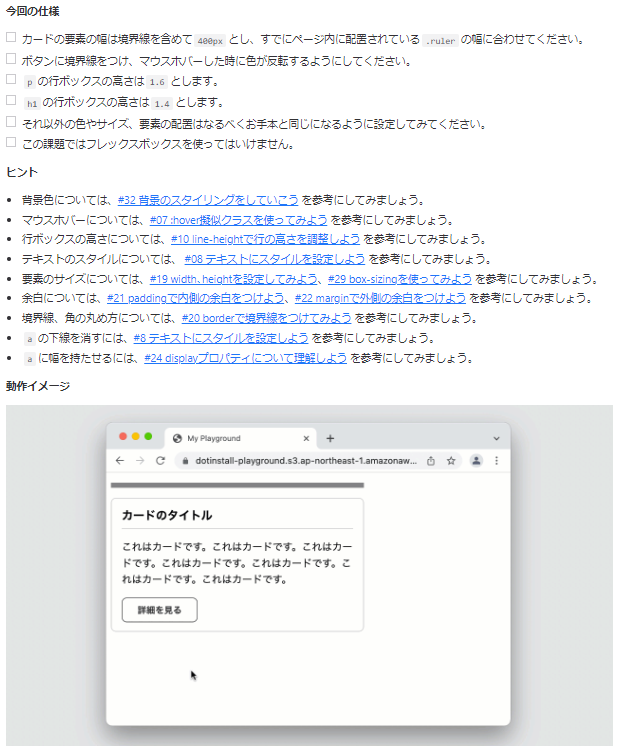 今回の仕様
カードの要素の幅は境界線を含めて 400px とし、すでにページ内に配置されている .ruler の幅に合わせてください。
ボタンに境界線をつけ、マウスホバーした時に色が反転するようにしてください。
p の行ボックスの高さは 1.6 とします。
h1 の行ボックスの高さは 1.4 とします。
それ以外の色やサイズ、要素の配置はなるべくお手本と同じになるように設定してみてください。
この課題ではフレックスボックスを使ってはいけません。
ヒント
背景色については、#32 背景のスタイリングをしていこう を参考にしてみましょう。
マウスホバーについては、#07 :hover擬似クラスを使ってみよう を参考にしてみましょう。
行ボックスの高さについては、#10 line-heightで行の高さを調整しよう を参考にしてみましょう。
テキストのスタイルについては、 #08 テキストにスタイルを設定しよう を参考にしてみましょう。
要素のサイズについては、#19 width、heightを設定してみよう、#29 box-sizingを使ってみよう を参考にしてみましょう。
余白については、#21 paddingで内側の余白をつけよう、#22 marginで外側の余白をつけよう を参考にしてみましょう。
境界線、角の丸め方については、#20 borderで境界線をつけてみよう を参考にしてみましょう。
a の下線を消すには、#8 テキストにスタイルを設定しよう を参考にしてみましょう。
a に幅を持たせるには、#24 displayプロパティについて理解しよう を参考にしてみましょう。
動作イメージ
My Playground
dotinstall-playground.s3.ap-northeast-1.amazonaw...
カードのタイトル
これはカードです。これはカードです。これはカー
ドです。これはカードです。これはカードです。こ
れはカードです。これはカードです。
詳細を見る